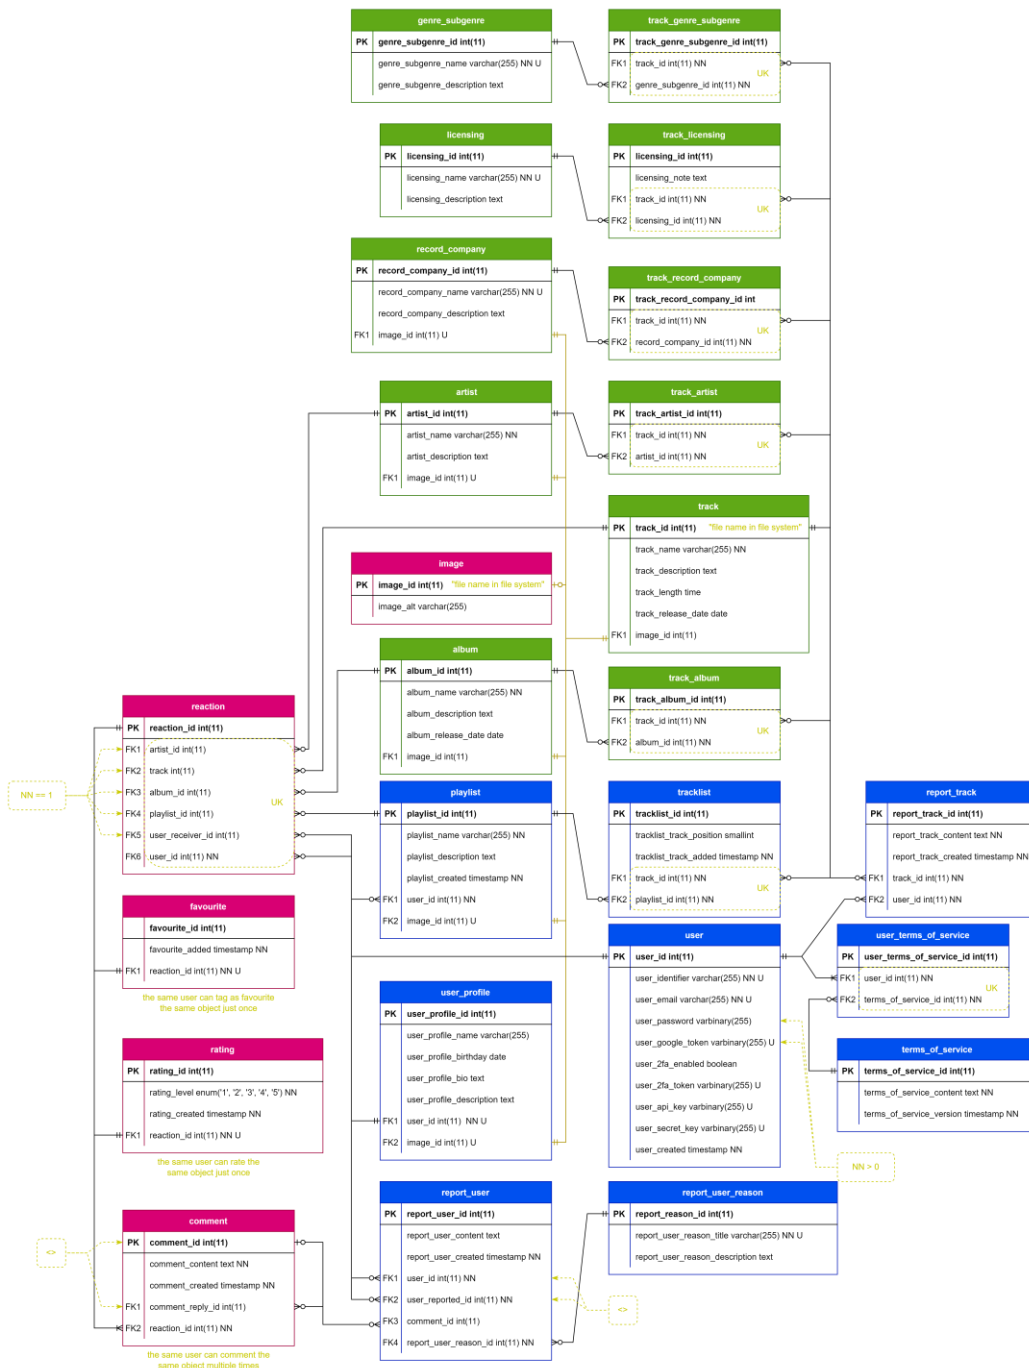 genre_subgenre
PK genre_subgenre_id int(11)
genre_subgenre_name varchar(255) NN U
genre_subgenre_description text
track_genre_subgenre
PK track_genre_subgenre_id int(11)
FK1 track_id int(11) NN
UK
FK2 genre_subgenre_id int(11) NN
licensing
PK licensing_id int(11)
licensing_name varchar(255) NN U
licensing_description text
track_licensing
PK licensing_id int(11)
licensing_note text
FK1 track_id int(11) NN
UK
FK2 licensing_id int(11) NN
record_company
PK record_company_id int(11)
record_company_name varchar(255) NN U
record_company_description text
FK1 image_id int(11) U
track_record_company
PK track_record_company_id int
FK1 track_id int(11) NN
UK
FK2 record_company_id int(11) NN
artist
PK artist_id int(11)
artist_name varchar(255) NN
artist_description text
FK1 image_id int(11) U
track_artist
PK track_artist_id int(11)
FK1 track_id int(11) NN
UK
FK2 artist_id int(11) NN
track
PK track_id int(11) "file name in file system"
track_name varchar(255) NN
track_description text
track_length time
track_release_date date
FK1 image_id int(11)
image
PK image_id int(11) "file name in file system"
image_alt varchar(255)
album
PK album_id int(11)
album_name varchar(255) NN
album_description text
album_release_date date
FK1 image_id int(11)
track_album
PK track_album_id int(11)
FK1 track_id int(11) NN
UK
FK2 album_id int(11) NN
reaction
PK reaction_id int(11)
FK1 artist_id int(11)
FK2 track int(11)
FK3 album_id int(11)
UK
FK4 playlist_id int(11)
FK5 user_receiver_id int(11)
FK6 user_id int(11) NN
NN == 1
playlist
PK playlist_id int(11)
playlist_name varchar(255) NN
playlist_description text
playlist_created timestamp NN
FK1 user_id int(11) NN
FK2 image_id int(11) U
tracklist
PK tracklist_id int(11)
tracklist_track_position smallint
tracklist_track_added timestamp NN
FK1 track_id int(11) NN
UK
FK2 playlist_id int(11) NN
report_track
PK report_track_id int(11)
report_track_content text NN
report_track_created timestamp NN
FK1 track_id int(11) NN
FK2 user_id int(11) NN
favourite
favourite_id int(11)
favourite_added timestamp NN
FK1 reaction_id int(11) NN U
the same user can tag as favourite
the same object just once
user
PK user_id int(11)
user_identifier varchar(255) NN U
user_email varchar(255) NN U
user_password varbinary(255)
user_google_token varbinary(255) U
user_2fa_enabled boolean
user_2fa_token varbinary(255) U
user_api_key varbinary(255) U
user_secret_key varbinary(255) U
user_created timestamp NN
user_terms_of_service
PK user_terms_of_service_id int(11)
FK1 user_id int(11) NN
UK
FK2 terms_of_service_id int(11) NN
user_profile
PK user_profile_id int(11)
user_profile_name varchar(255)
user_profile_birthday date
user_profile_bio text
user_profile_description text
FK1 user_id int(11) NN U
FK2 image_id int(11) U
rating
PK rating_id int(11)
rating_level enum('1', '2', '3', '4', '5') NN
rating_created timestamp NN
FK1 reaction_id int(11) NN U
the same user can rate the
same object just once
terms_of_service
PK terms_of_service_id int(11)
terms_of_service_content text NN
terms_of_service_version timestamp NN
NN > 0
comment
PK comment_id int(11)
comment_content text NN
comment_created timestamp NN
FK1 comment_reply_id int(11)
FK2 reaction_id int(11) NN
<>
the same user can comment the
same object multiple times
report_user
PK report_user_id int(11)
report_user_content text
report_user_created timestamp NN
FK1 user_id int(11) NN
FK2 user_reported_id int(11) NN
FK3 comment_id int(11)
FK4 report_user_reason_id int(11) NN
<>
report_user_reason
PK report_reason_id int(11)
report_user_reason_title varchar(255) NN U
report_user_reason_description text